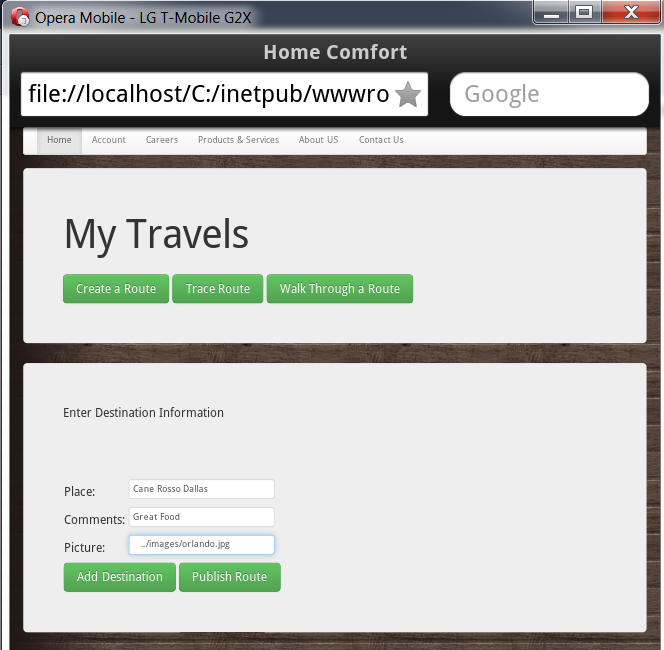 Opera Mobile - LG T-Mobile G2X
Home Comfort
file://localhost/C:/inetpub/wwwro Google
Home Account Careers Products & Services About US Contact Us
My Travels
Create a Route Trace Route Walk Through a Route
Enter Destination Information
Place: Cane Rosso Dallas
Comments: Great Food
Picture: ../images/orlando.jpg
Add Destination Publish Route